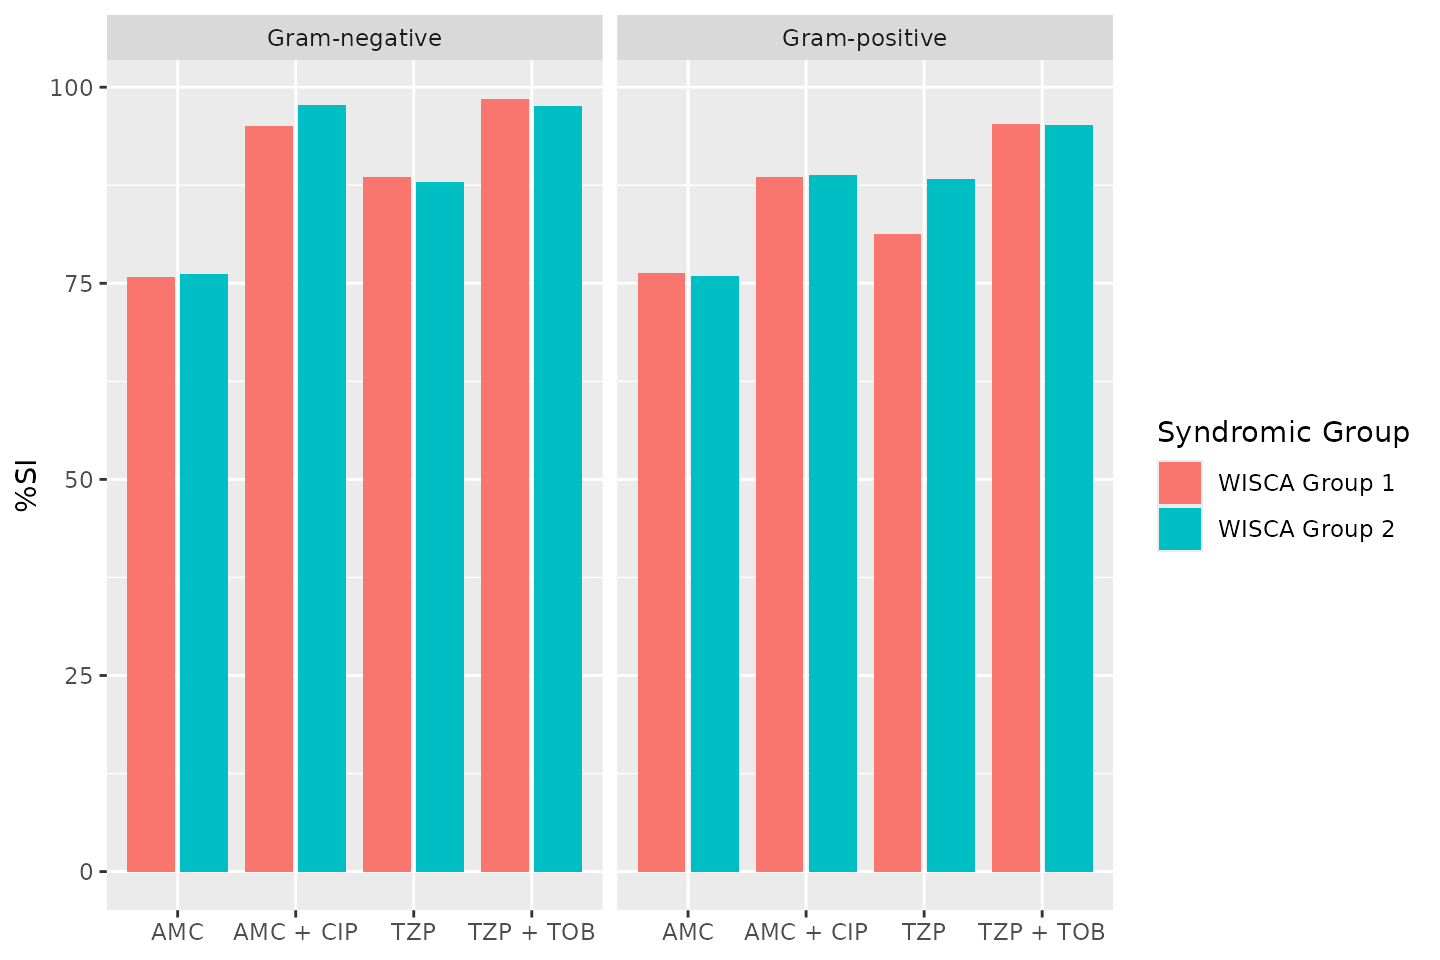 Gram-negative
Gram-positive
100
75
50
25
0
%SI
AMC
AMC + CIP
TZP
TZP + TOB
AMC
AMC + CIP
TZP
TZP + TOB
Syndromic Group
WISCA Group 1
WISCA Group 2